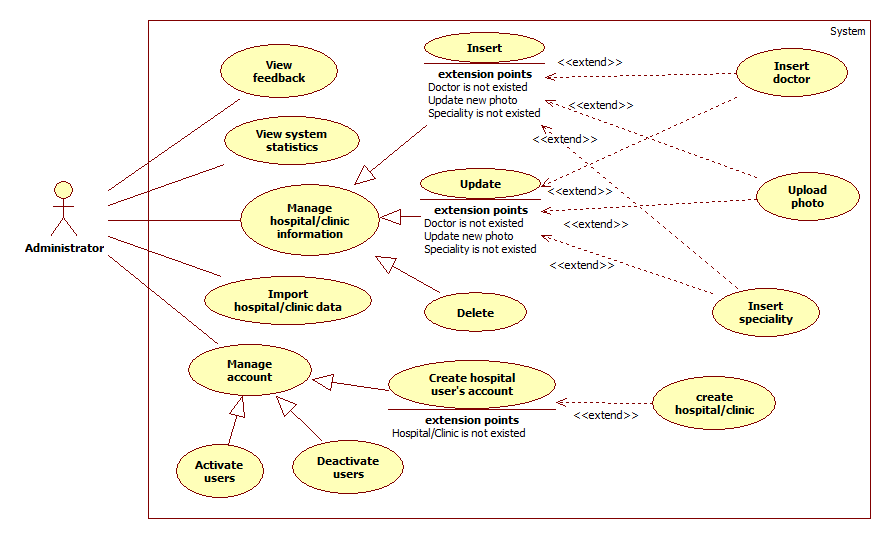 System
View
feedback
Insert
extension points
Doctor is not existed
Update new photo
Speciality is not existed
<<extend>>
Insert
doctor
<<extend>>
View system
statistics
<<extend>>
Administrator
Manage
hospital/clinic
information
Update
extension points
Doctor is not existed
Update new photo
Speciality is not existed
<<extend>>
Upload
photo
<<extend>>
<<extend>>
Import
hospital/clinic data
Delete
Insert
speciality
Manage
account
Create hospital
user's account
extension points
Hospital/Clinic is not existed
<<extend>>
create
hospital/clinic
Activate
users
Deactivate
users